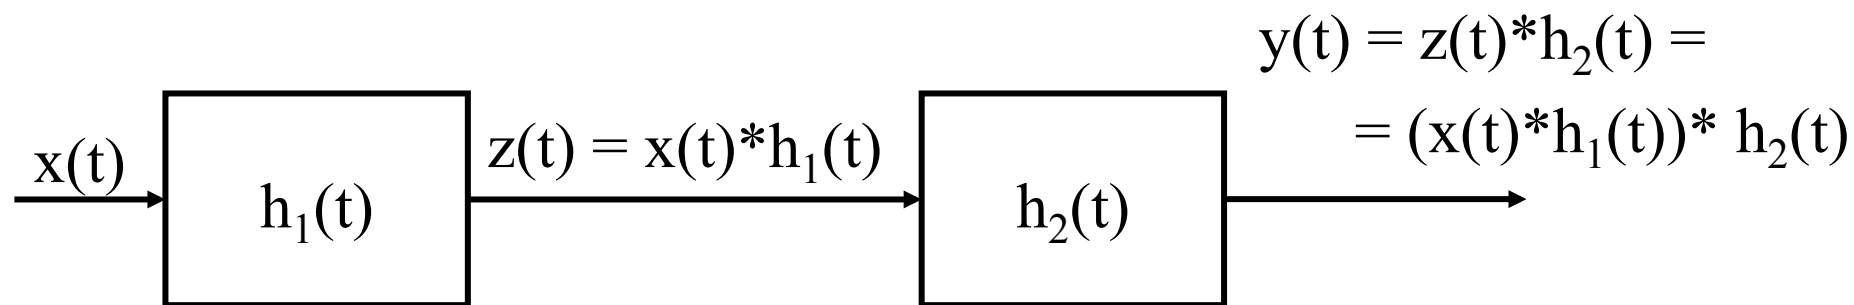 x(t)
h₁(t)
z(t) = x(t)*h₁(t)
h₂(t)
y(t) = z(t)*h₂(t) =
= (x(t)*h₁(t))* h₂(t)